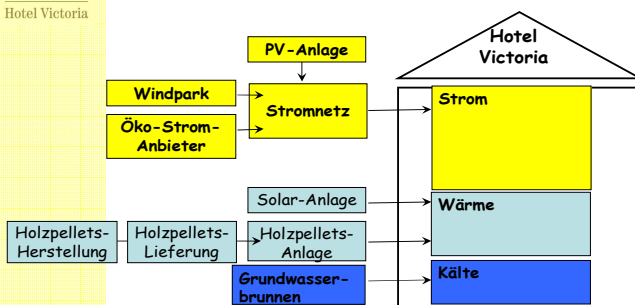 Hotel Victoria
PV-Anlage
Hotel
Victoria
Windpark
Stromnetz
Strom
Öko-Strom-
Anbieter
Solar-Anlage
Wärme
Holzpellets-
Herstellung
Holzpellets-
Lieferung
Holzpellets-
Anlage
Grundwasser-
brunnen
Kälte